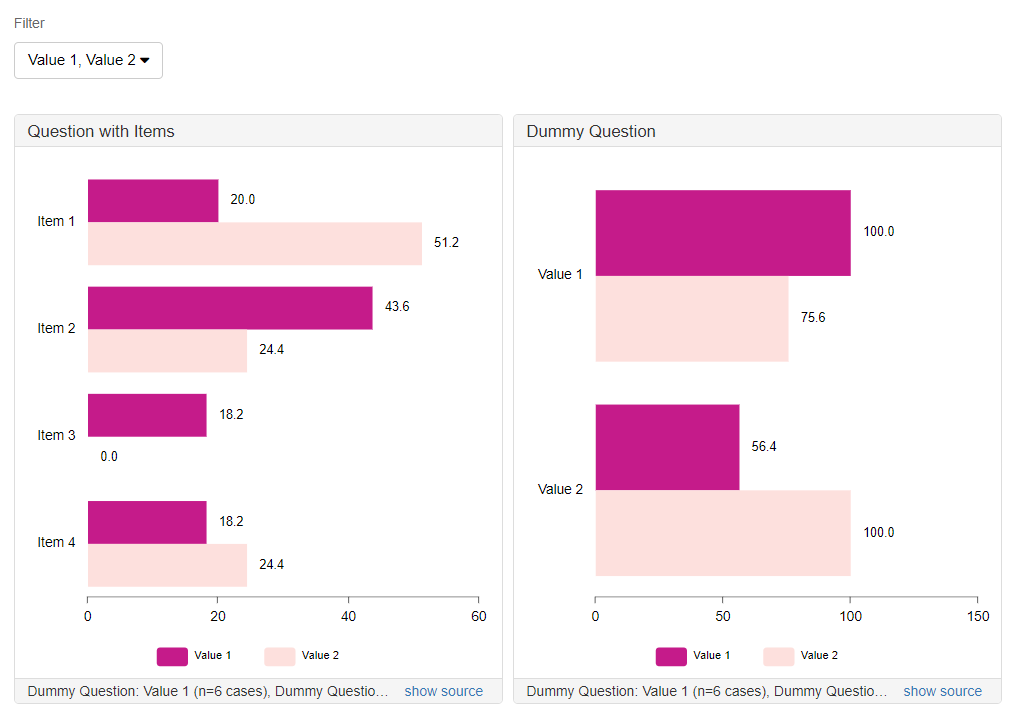 Filter
Value 1, Value 2
Question with Items
Item 1
20.0
51.2
Item 2
43.6
24.4
Item 3
18.2
0.0
Item 4
18.2
24.4
0 20 40 60
Value 1 Value 2
Dummy Question: Value 1 (n=6 cases), Dummy Questio... show source
Dummy Question
Value 1
100.0
75.6
Value 2
56.4
100.0
0 50 100 150
Value 1 Value 2
Dummy Question: Value 1 (n=6 cases), Dummy Questio... show source